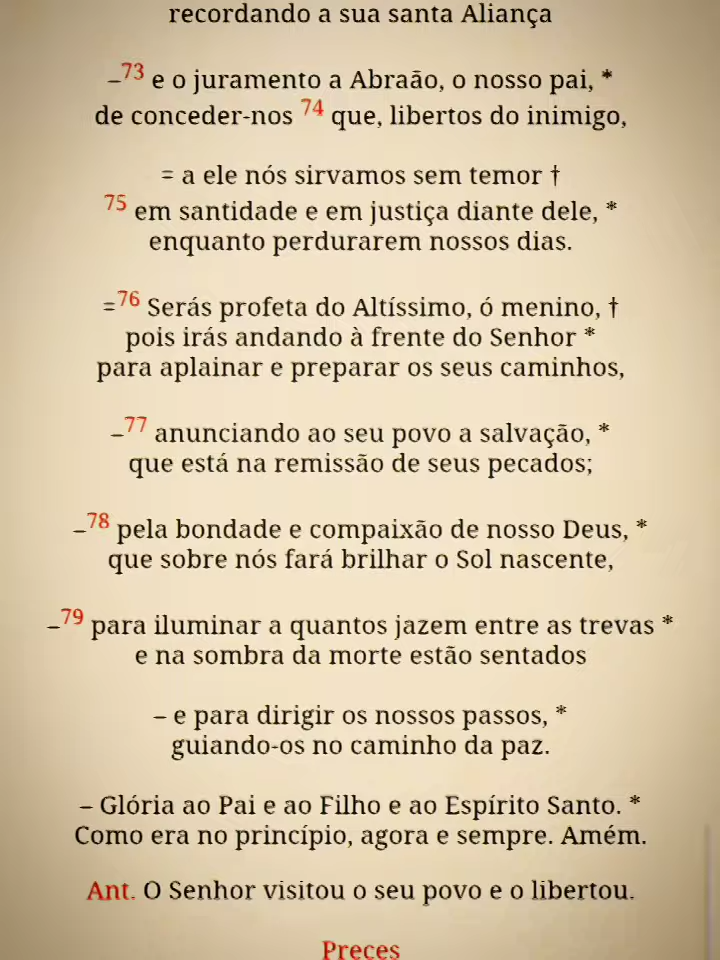 recordando a sua santa Aliança
–73 e o juramento a Abraão, o nosso pai, *
de conceder-nos 74 que, libertos do inimigo,
= a ele nós sirvamos sem temor †
75 em santidade e em justiça diante dele, *
enquanto perdurarem nossos dias.
=76 Serás profeta do Altíssimo, ó menino, †
pois irás andando à frente do Senhor *
para aplainar e preparar os seus caminhos,
–77 anunciando ao seu povo a salvação, *
que está na remissão de seus pecados;
–78 pela bondade e compaixão de nosso Deus, *
que sobre nós fará brilhar o Sol nascente,
–79 para iluminar a quantos jazem entre as trevas *
e na sombra da morte estão sentados
– e para dirigir os nossos passos, *
guiando-os no caminho da paz.
– Glória ao Pai e ao Filho e ao Espírito Santo. *
Como era no princípio, agora e sempre. Amém.
Ant. O Senhor visitou o seu povo e o libertou.
Preces